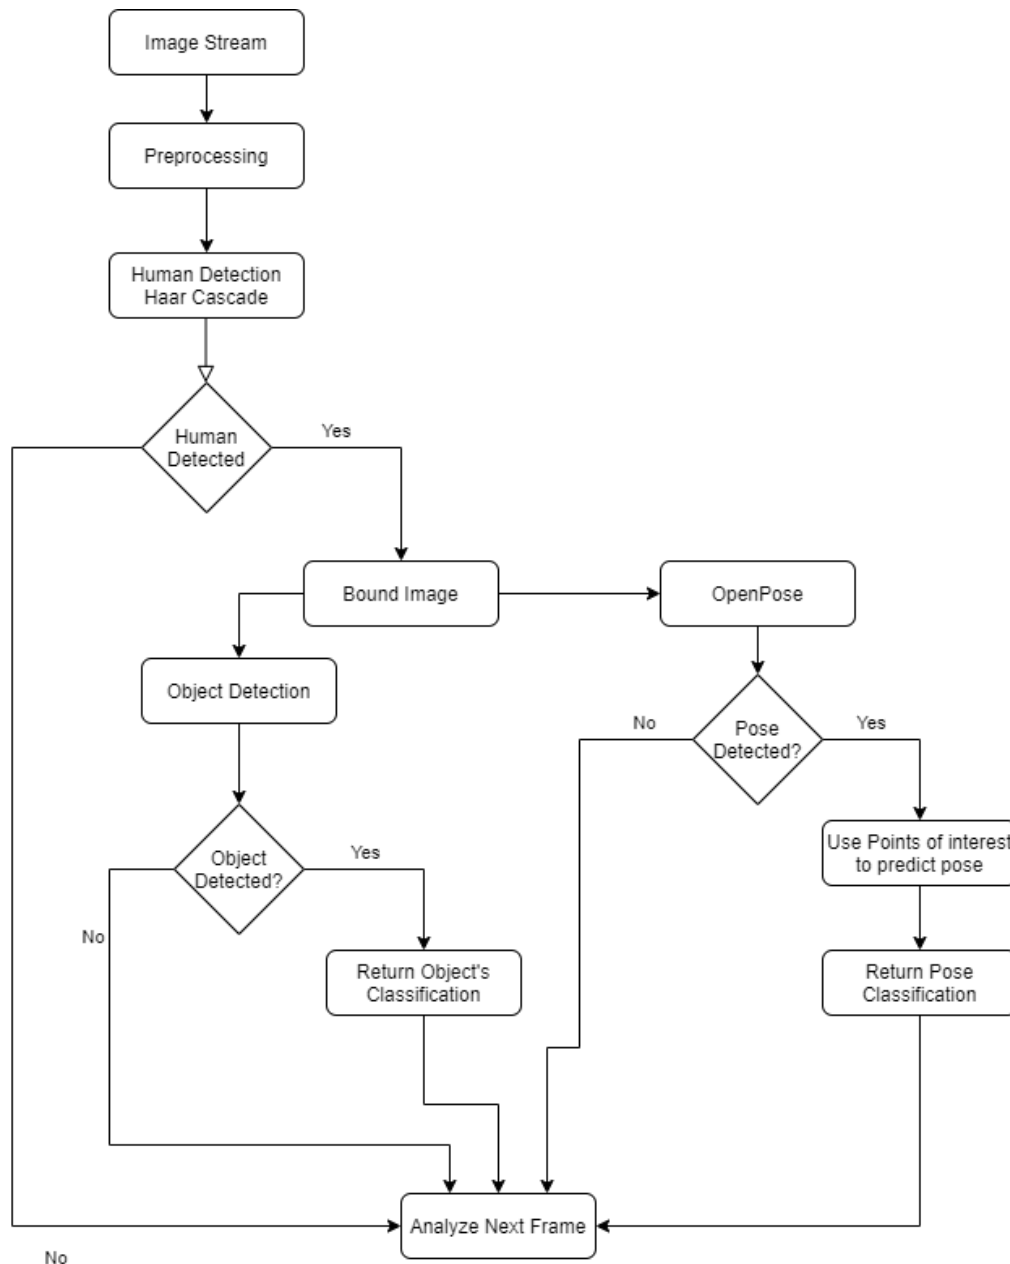 Image Stream
Preprocessing
Human Detection
Haar Cascade
Human
Detected
Yes
Bound Image
OpenPose
Object Detection
No
Pose
Detected?
Yes
Use Points of interest
to predict pose
Object
Detected?
Yes
No
Return Object's
Classification
Return Pose
Classification
Analyze Next Frame
No